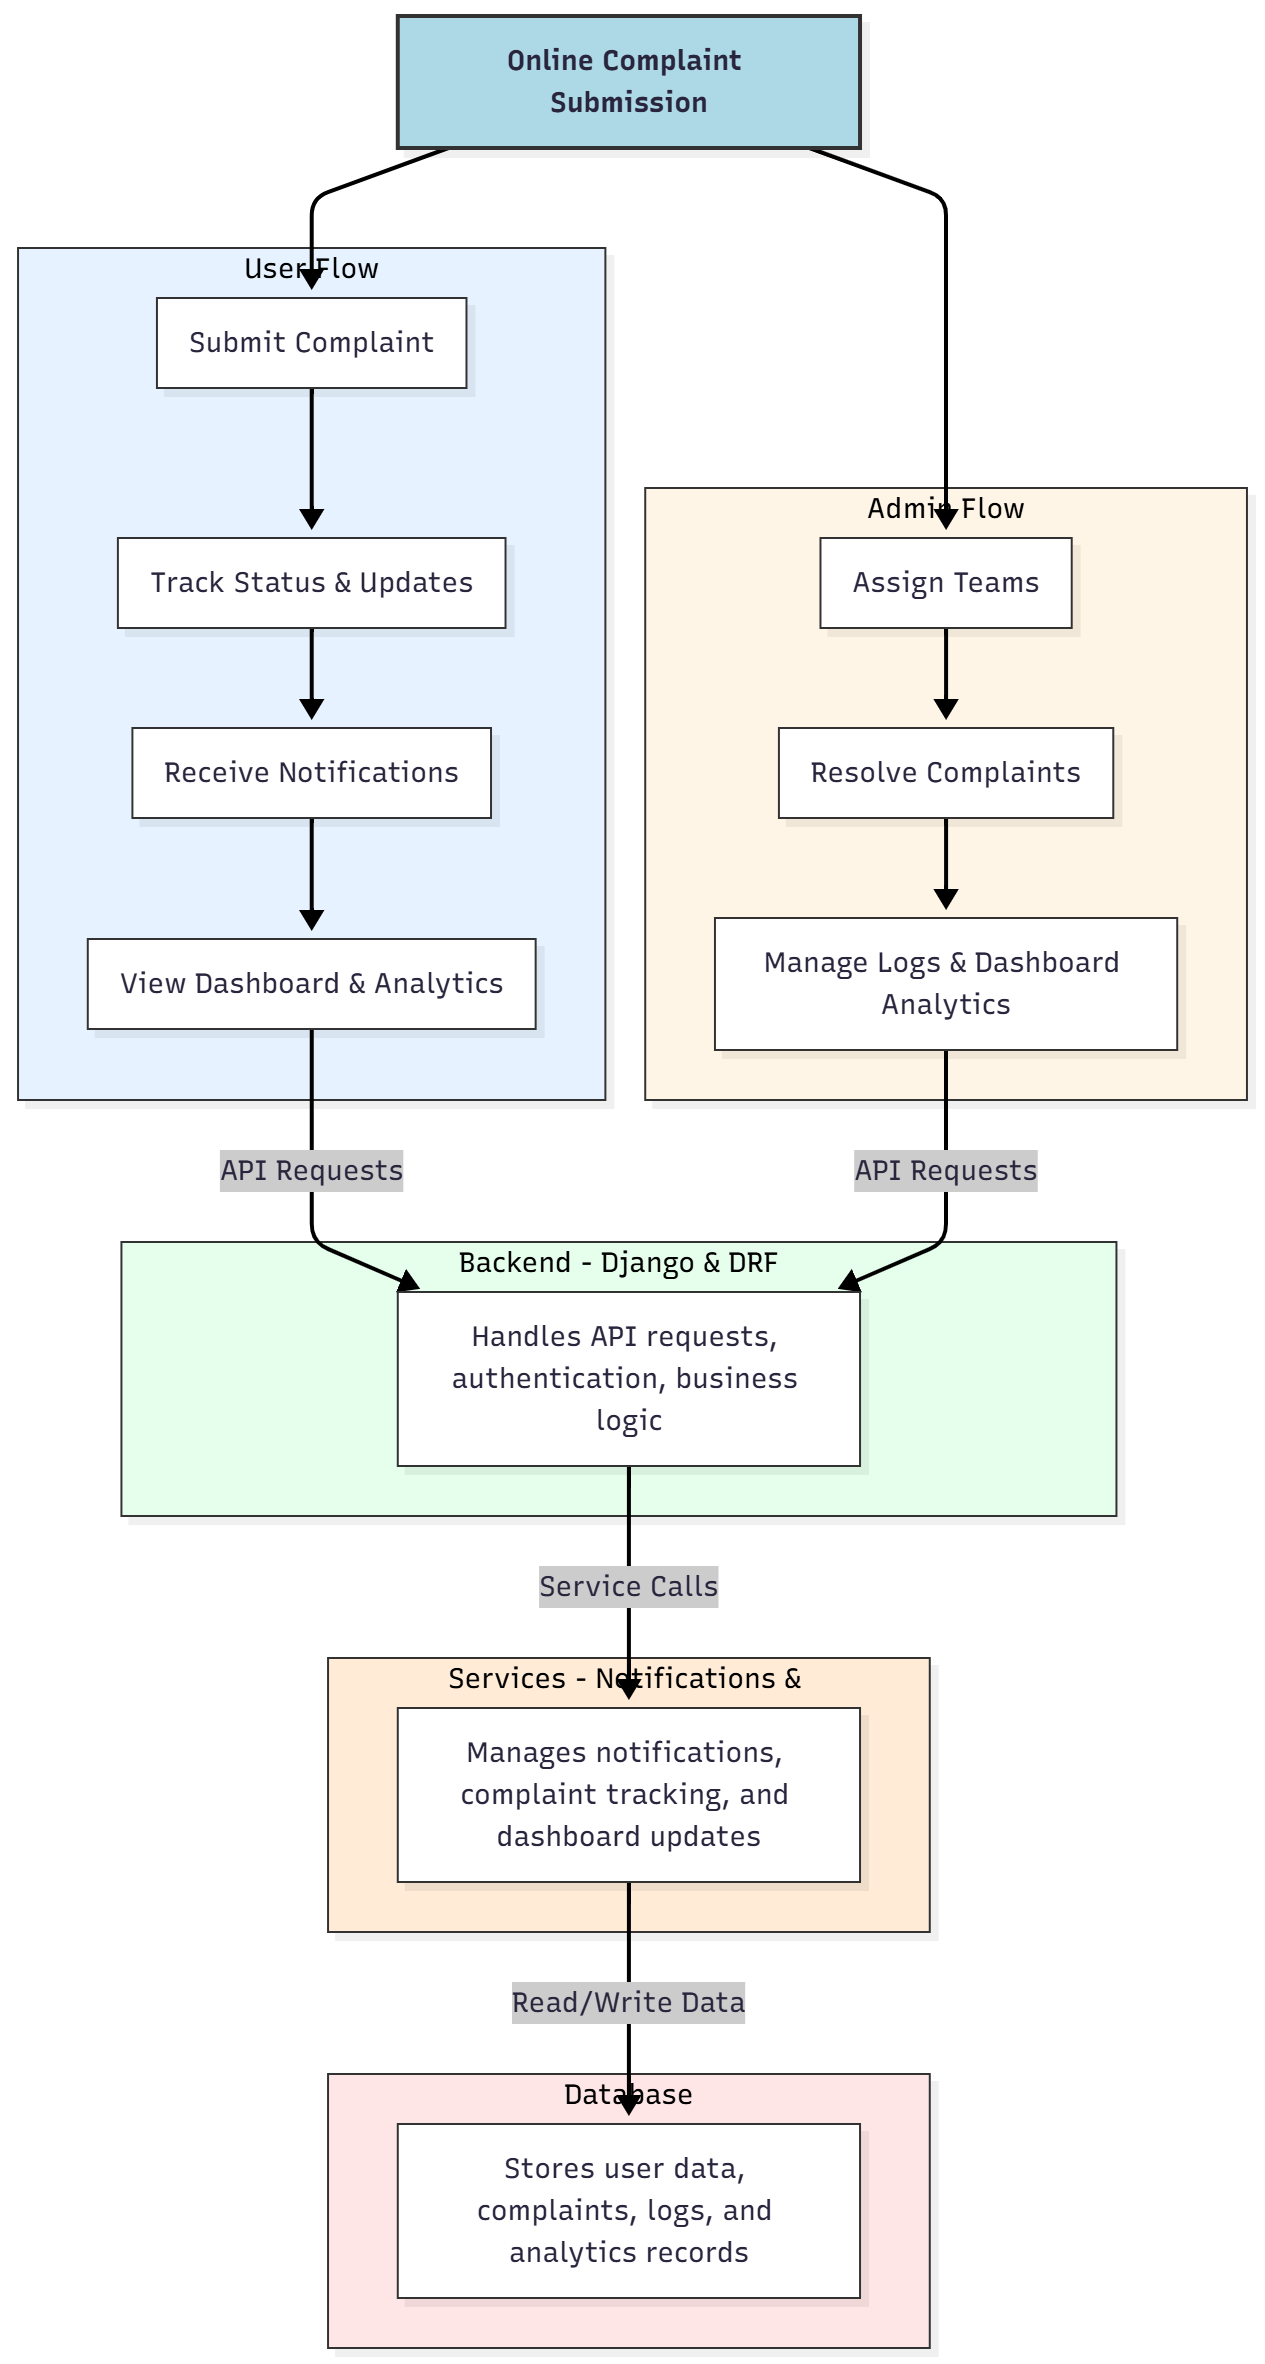 Online Complaint
Submission
User Flow
Submit Complaint
Track Status & Updates
Receive Notifications
View Dashboard & Analytics
Admin Flow
Assign Teams
Resolve Complaints
Manage Logs & Dashboard
Analytics
API Requests
API Requests
Backend - Django & DRF
Handles API requests,
authentication, business
logic
Service Calls
Services - Notifications &
Manages notifications,
complaint tracking, and
dashboard updates
Read/Write Data
Database
Stores user data,
complaints, logs, and
analytics records